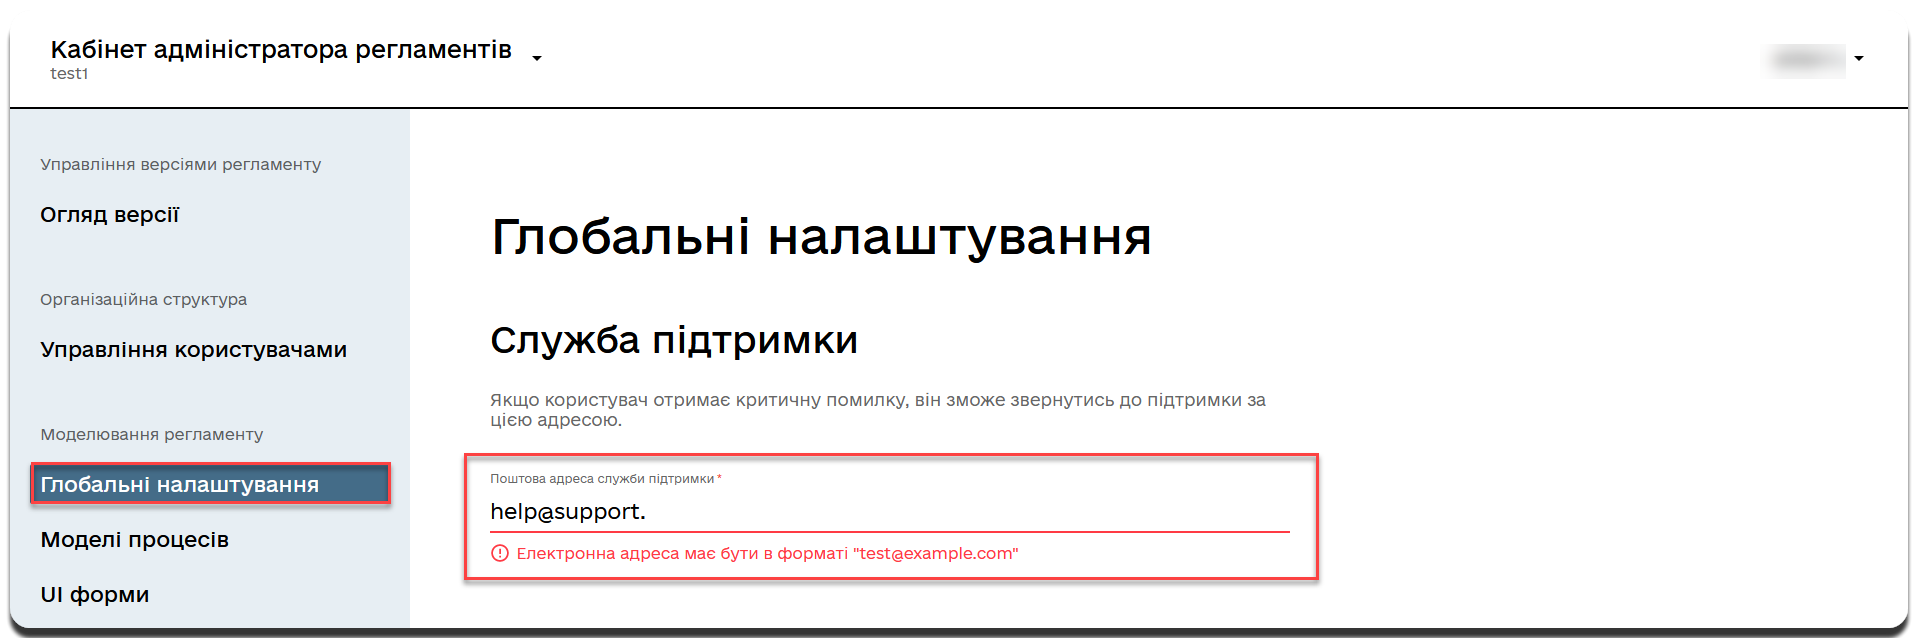 Кабінет адміністратора регламентів
test1
Управління версіями регламенту
Огляд версії
Організаційна структура
Управління користувачами
Моделювання регламенту
Глобальні налаштування
Моделі процесів
UI форми
Глобальні налаштування
Служба підтримки
Якщо користувач отримає критичну помилку, він зможе звернутись до підтримки за
цією адресою.
Поштова адреса служби підтримки *
help@support.
Електронна адреса має бути в форматі "test@example.com"